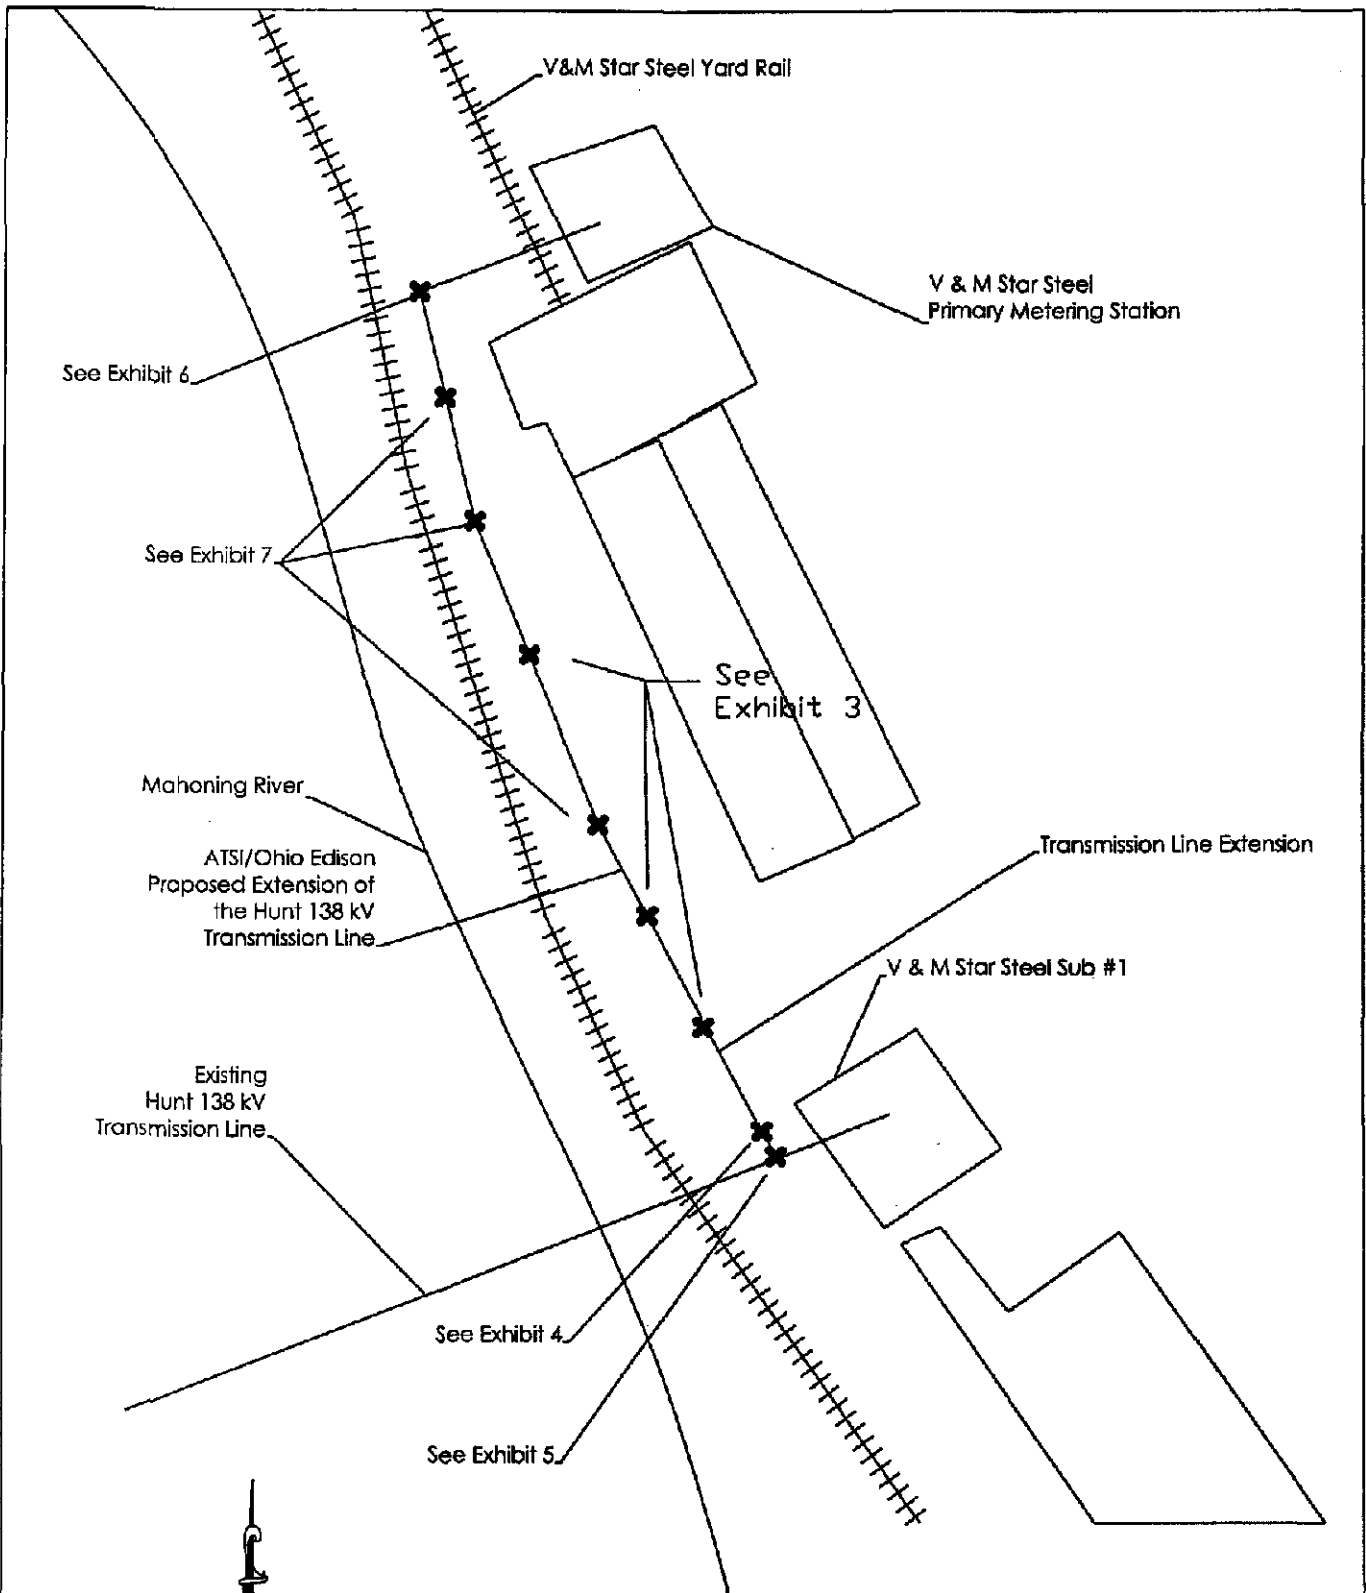 V&M Star Steel Yard Rail
V & M Star Steel
Primary Metering Station
See Exhibit 6
See Exhibit 7
See
Exhibit 3
Mahoning River
ATSI/Ohio Edison
Proposed Extension of
the Hunt 138 kV
Transmission Line
Transmission Line Extension
V & M Star Steel Sub #1
Existing
Hunt 138 kV
Transmission Line
See Exhibit 4
See Exhibit 5